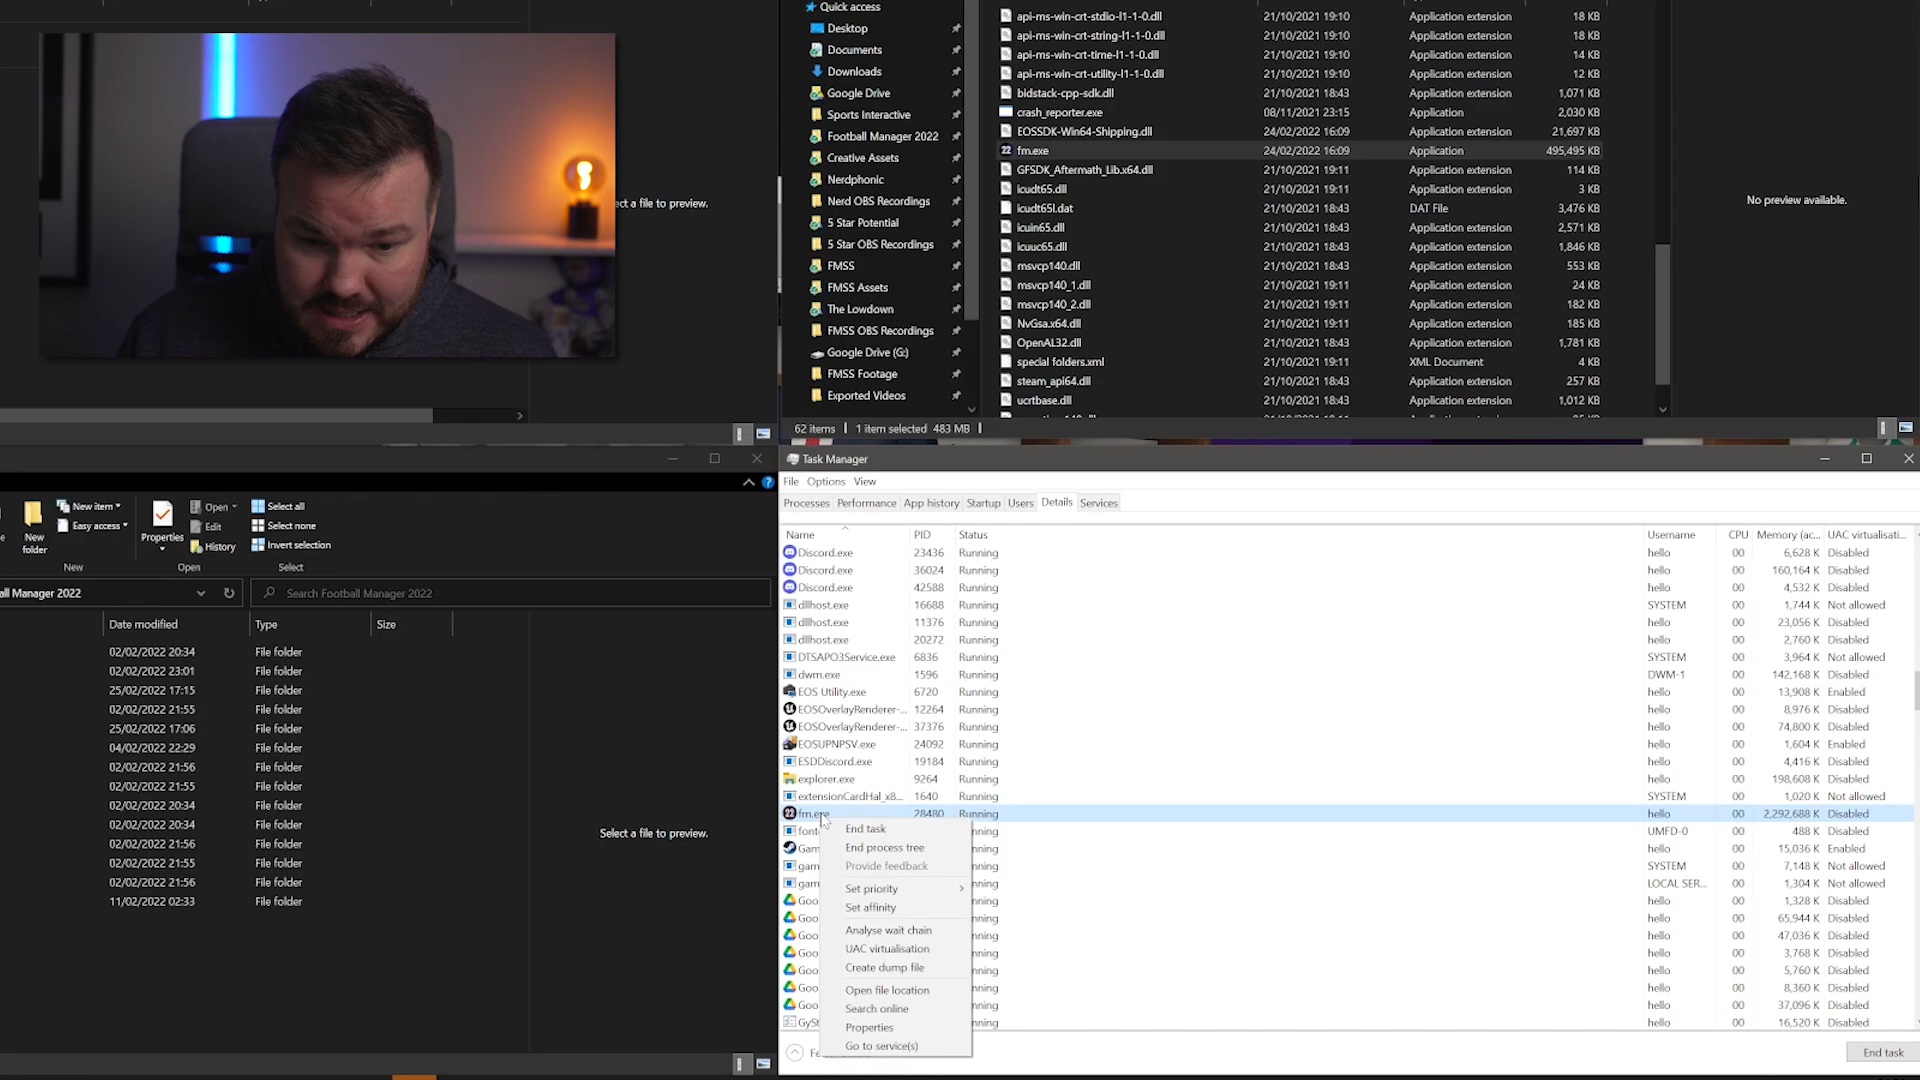 Quick access
Desktop
Documents
Downloads
Google Drive
Sports Interactive
Football Manager 2022
Creative Assets
Nerdphonic
Nerd OBS Recordings
5 Star Potential
5 Star OBS Recordings
FMSS
FMSS Assets
The Lowdown
FMSS OBS Recordings
Google Drive (G:)
FMSS Footage
Exported Videos
api-ms-win-crt-stdio-l1-1-0.dll 21/10/2021 19:10 Application extension 18 KB
api-ms-win-crt-string-l1-1-0.dll 21/10/2021 19:10 Application extension 18 KB
api-ms-win-crt-time-l1-1-0.dll 21/10/2021 19:10 Application extension 14 KB
api-ms-win-crt-utility-l1-1-0.dll 21/10/2021 19:10 Application extension 12 KB
bidstack-cpp-sdk.dll 21/10/2021 18:43 Application extension 1,071 KB
crash_reporter.exe 08/11/2021 23:15 Application 2,030 KB
EOSSDK-Win64-Shipping.dll 24/02/2022 16:09 Application extension 21,697 KB
fm.exe 24/02/2022 16:09 Application 495,495 KB
GFSDK_Aftermath_Lib.x64.dll 21/10/2021 19:11 Application extension 114 KB
icudt65.dll 21/10/2021 19:11 Application extension 3 KB
icudt65l.dat 21/10/2021 18:43 DAT File 3,476 KB
icuin65.dll 21/10/2021 18:43 Application extension 2,571 KB
icuuc65.dll 21/10/2021 18:43 Application extension 1,846 KB
msvcp140.dll 21/10/2021 18:43 Application extension 553 KB
msvcp140_1.dll 21/10/2021 19:11 Application extension 24 KB
msvcp140_2.dll 21/10/2021 19:11 Application extension 182 KB
NvGsa.x64.dll 21/10/2021 19:11 Application extension 185 KB
OpenAL32.dll 21/10/2021 18:43 Application extension 1,781 KB
special folders.xml 21/10/2021 19:11 XML Document 4 KB
steam_api64.dll 21/10/2021 18:43 Application extension 257 KB
ucrtbase.dll 21/10/2021 18:43 Application extension 1,012 KB
No preview available.
ect a file to preview.
62 items 1 item selected 483 MB
New folder
New item
Easy access
New
Properties
Open
Edit
History
Open
Select all
Select none
Invert selection
Select
all Manager 2022
Search Football Manager 2022
Date modified Type Size
02/02/2022 20:34 File folder
02/02/2022 23:01 File folder
25/02/2022 17:15 File folder
02/02/2022 21:55 File folder
25/02/2022 17:06 File folder
04/02/2022 22:29 File folder
02/02/2022 21:56 File folder
02/02/2022 21:55 File folder
02/02/2022 20:34 File folder
02/02/2022 20:34 File folder
02/02/2022 21:56 File folder
02/02/2022 21:55 File folder
02/02/2022 21:56 File folder
11/02/2022 02:33 File folder
Select a file to preview.
Task Manager
File Options View
Processes Performance App history Startup Users Details Services
Name PID Status Username CPU Memory (ac... UAC virtualisati...
Discord.exe 23436 Running hello 00 6,628 K Disabled
Discord.exe 36024 Running hello 00 160,164 K Disabled
Discord.exe 42588 Running hello 00 4,532 K Disabled
dllhost.exe 16688 Running SYSTEM 00 1,744 K Not allowed
dllhost.exe 11376 Running hello 00 23,056 K Disabled
dllhost.exe 20272 Running hello 00 2,760 K Disabled
DTSAPO3Service.exe 6836 Running SYSTEM 00 3,964 K Not allowed
dwm.exe 1596 Running DWM-1 00 142,168 K Disabled
EOS Utility.exe 6720 Running hello 00 13,908 K Enabled
EOSOverlayRenderer-... 12264 Running hello 00 8,976 K Disabled
EOSOverlayRenderer-... 37376 Running hello 00 74,800 K Disabled
EOSUPNPSV.exe 24092 Running hello 00 1,604 K Enabled
ESDDiscord.exe 19184 Running hello 00 4,416 K Disabled
explorer.exe 9264 Running hello 00 198,608 K Disabled
extensionCardHal_x8... 1640 Running SYSTEM 00 1,020 K Not allowed
fm.exe 28480 Running hello 00 2,292,688 K Disabled
font nning UMFD-0 00 488 K Disabled
Gam nning hello 00 15,036 K Enabled
gam nning SYSTEM 00 7,148 K Not allowed
gam nning LOCAL SER... 00 1,304 K Not allowed
Goo nning hello 00 1,328 K Disabled
Goo nning hello 00 65,944 K Disabled
Goo nning hello 00 47,036 K Disabled
Goo nning hello 00 3,768 K Disabled
Goo nning hello 00 5,760 K Disabled
Goo nning hello 00 8,360 K Disabled
Goo nning hello 00 37,096 K Disabled
GySt nning hello 00 16,520 K Disabled
End task
End process tree
Provide feedback
Set priority
Set affinity
Analyse wait chain
UAC virtualisation
Create dump file
Open file location
Search online
Properties
Go to service(s)
Fe
End task